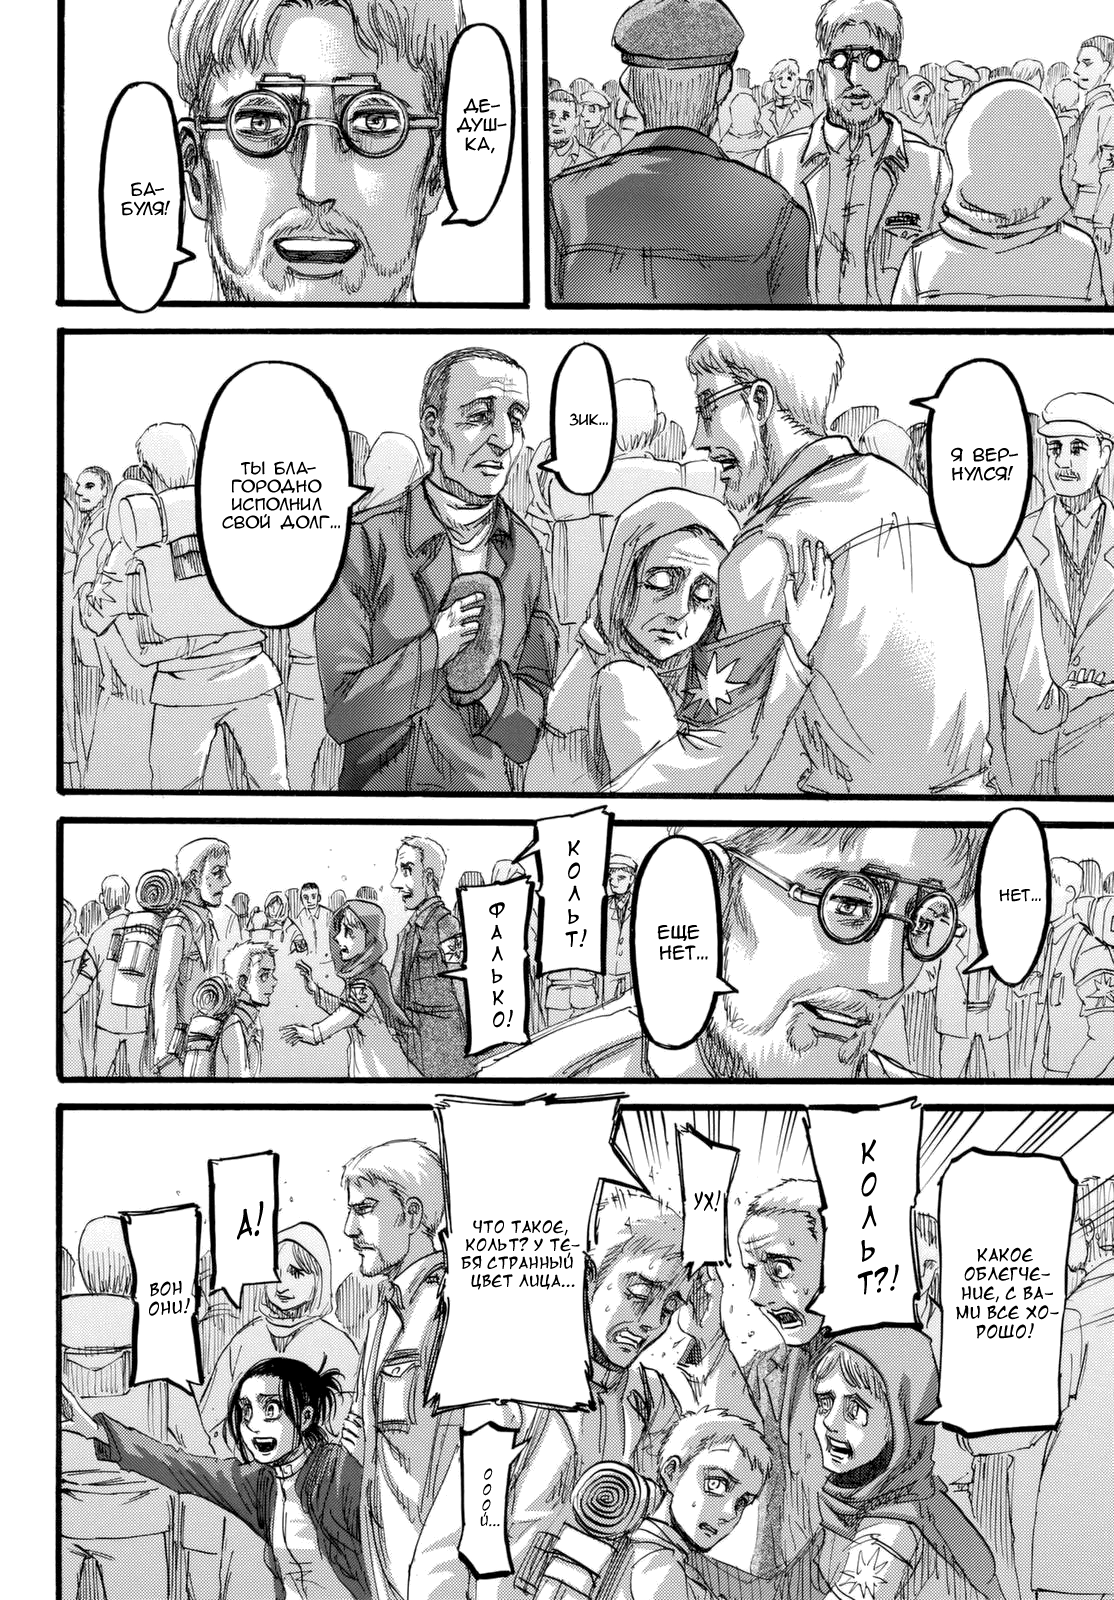 ДЕ-
ДУШ-
КА,
БА-
БУЛЯ!
Я ВЕР-
НУЛСЯ!
ЗИК...
ТЫ БЛА-
ГОРОДНО
ИСПОЛНИЛ
СВОЙ ДОЛГ...
НЕТ...
ЕЩЕ
НЕТ...
КОЛЬТ!
ФАЛЬКО!
КАКОЕ
ОБЛЕГЧЕ-
НИЕ, С ВА-
МИ ВСЕ ХО-
РОШО!
КОЛЬТ?!
УХ!
ЧТО ТАКОЕ,
КОЛЬТ? У ТЕ-
БЯ СТРАННЫЙ
ЦВЕТ ЛИЦА...
ОООЙ...
А!
ВОН
ОНИ!